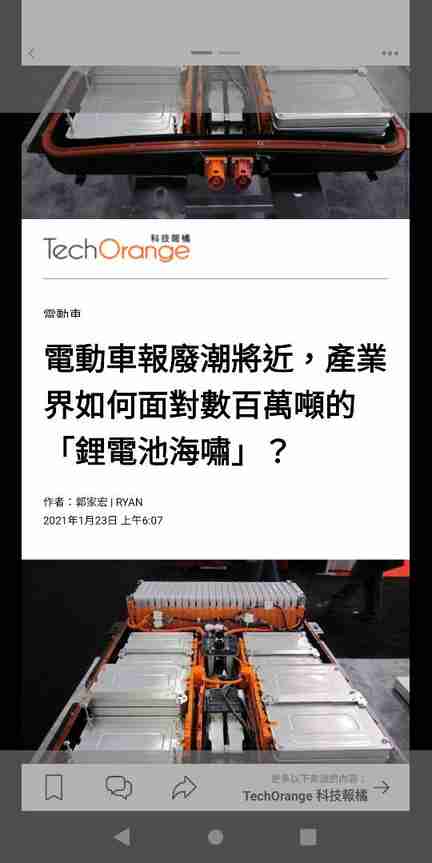 科技報橘
TechOrange
電動車
電動車報廢潮將近，產業
界如何面對數百萬噸的
「鋰電池海嘯」？
作者：郭家宏 | RYAN
2021年1月23日 上午6:07
更多以下來源的內容：
TechOrange 科技報橘